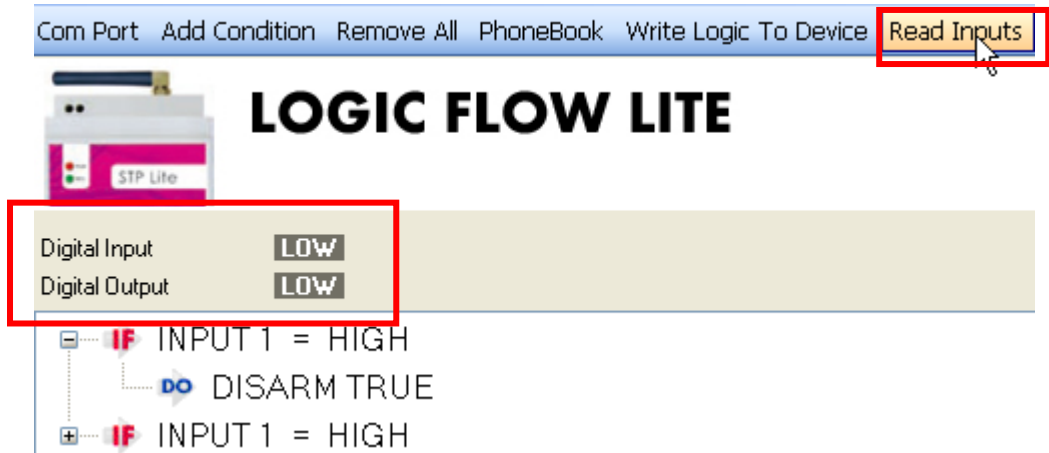 Com Port Add Condition Remove All PhoneBook Write Logic To Device Read Inputs
LOGIC FLOW LITE
STP Lite
Digital Input LOW
Digital Output LOW
IF INPUT 1 = HIGH
DO DISARM TRUE
IF INPUT 1 = HIGH